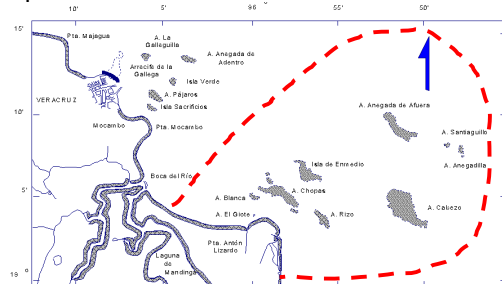 10'
96
55'
50'
15'
Pta. Majagua
A. La
Gallaguilla
A. Anegada de
Adentro
Arrecife de la
Gallega
Isla Verde
VERACRUZ
A. Pájaros
Isla Sacrificios
A. Anegada de Afuera
10'
Mocambo
Pta. Mocambo
A. Santiaguillo
A. Anegadilla
Isla de Enmedio
Boca del Río
5'
A. Blanca
A. Chopas
A. Cabezo
A. El Giote
A. Rizo
Pta. Antón
Lizardo
Laguna
de
Mandinga
19 °